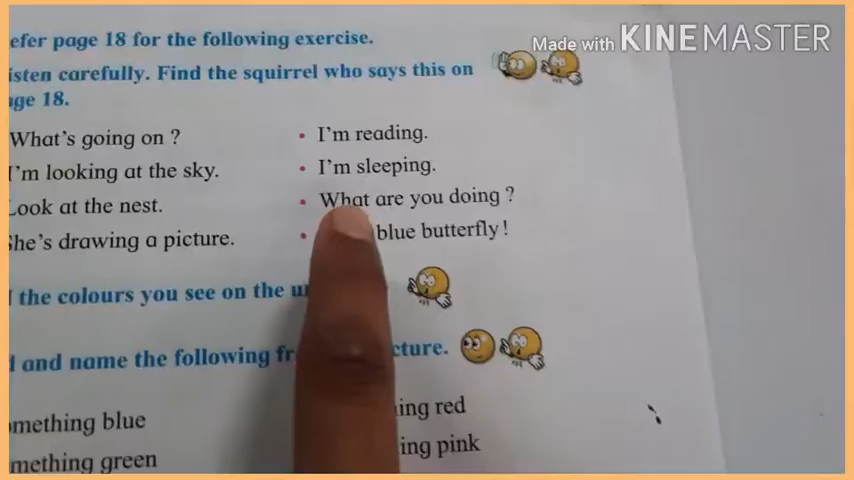 Made with KINEMASTER
efer page 18 for the following exercise.
isten carefully. Find the squirrel who says this on
age 18.
What's going on ?
I'm looking at the sky.
Look at the nest.
She's drawing a picture.
• I'm reading.
• I'm sleeping.
• What are you doing ?
• blue butterfly!
the colours you see on the
and name the following cture.
omething blue
mething green
ing red
ing pink